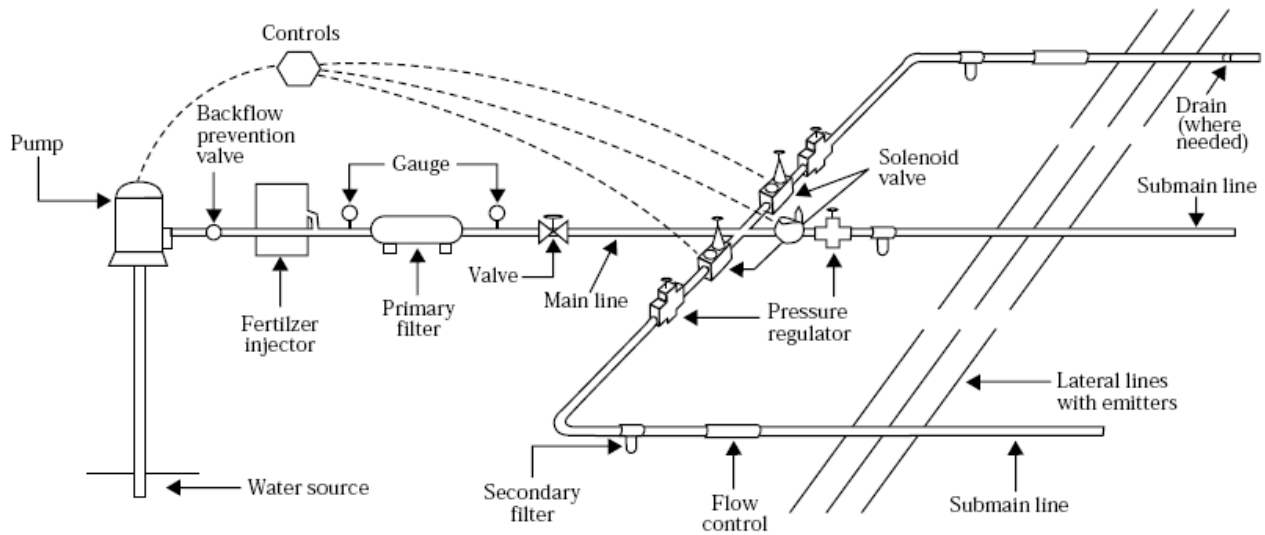 Controls
Backflow
prevention
valve
Pump
Gauge
Solenoid
valve
Drain
(where
needed)
Submain line
Valve
Main line
Primary
filter
Fertilzer
injector
Pressure
regulator
Lateral lines
with emitters
Water source
Secondary
filter
Flow
control
Submain line